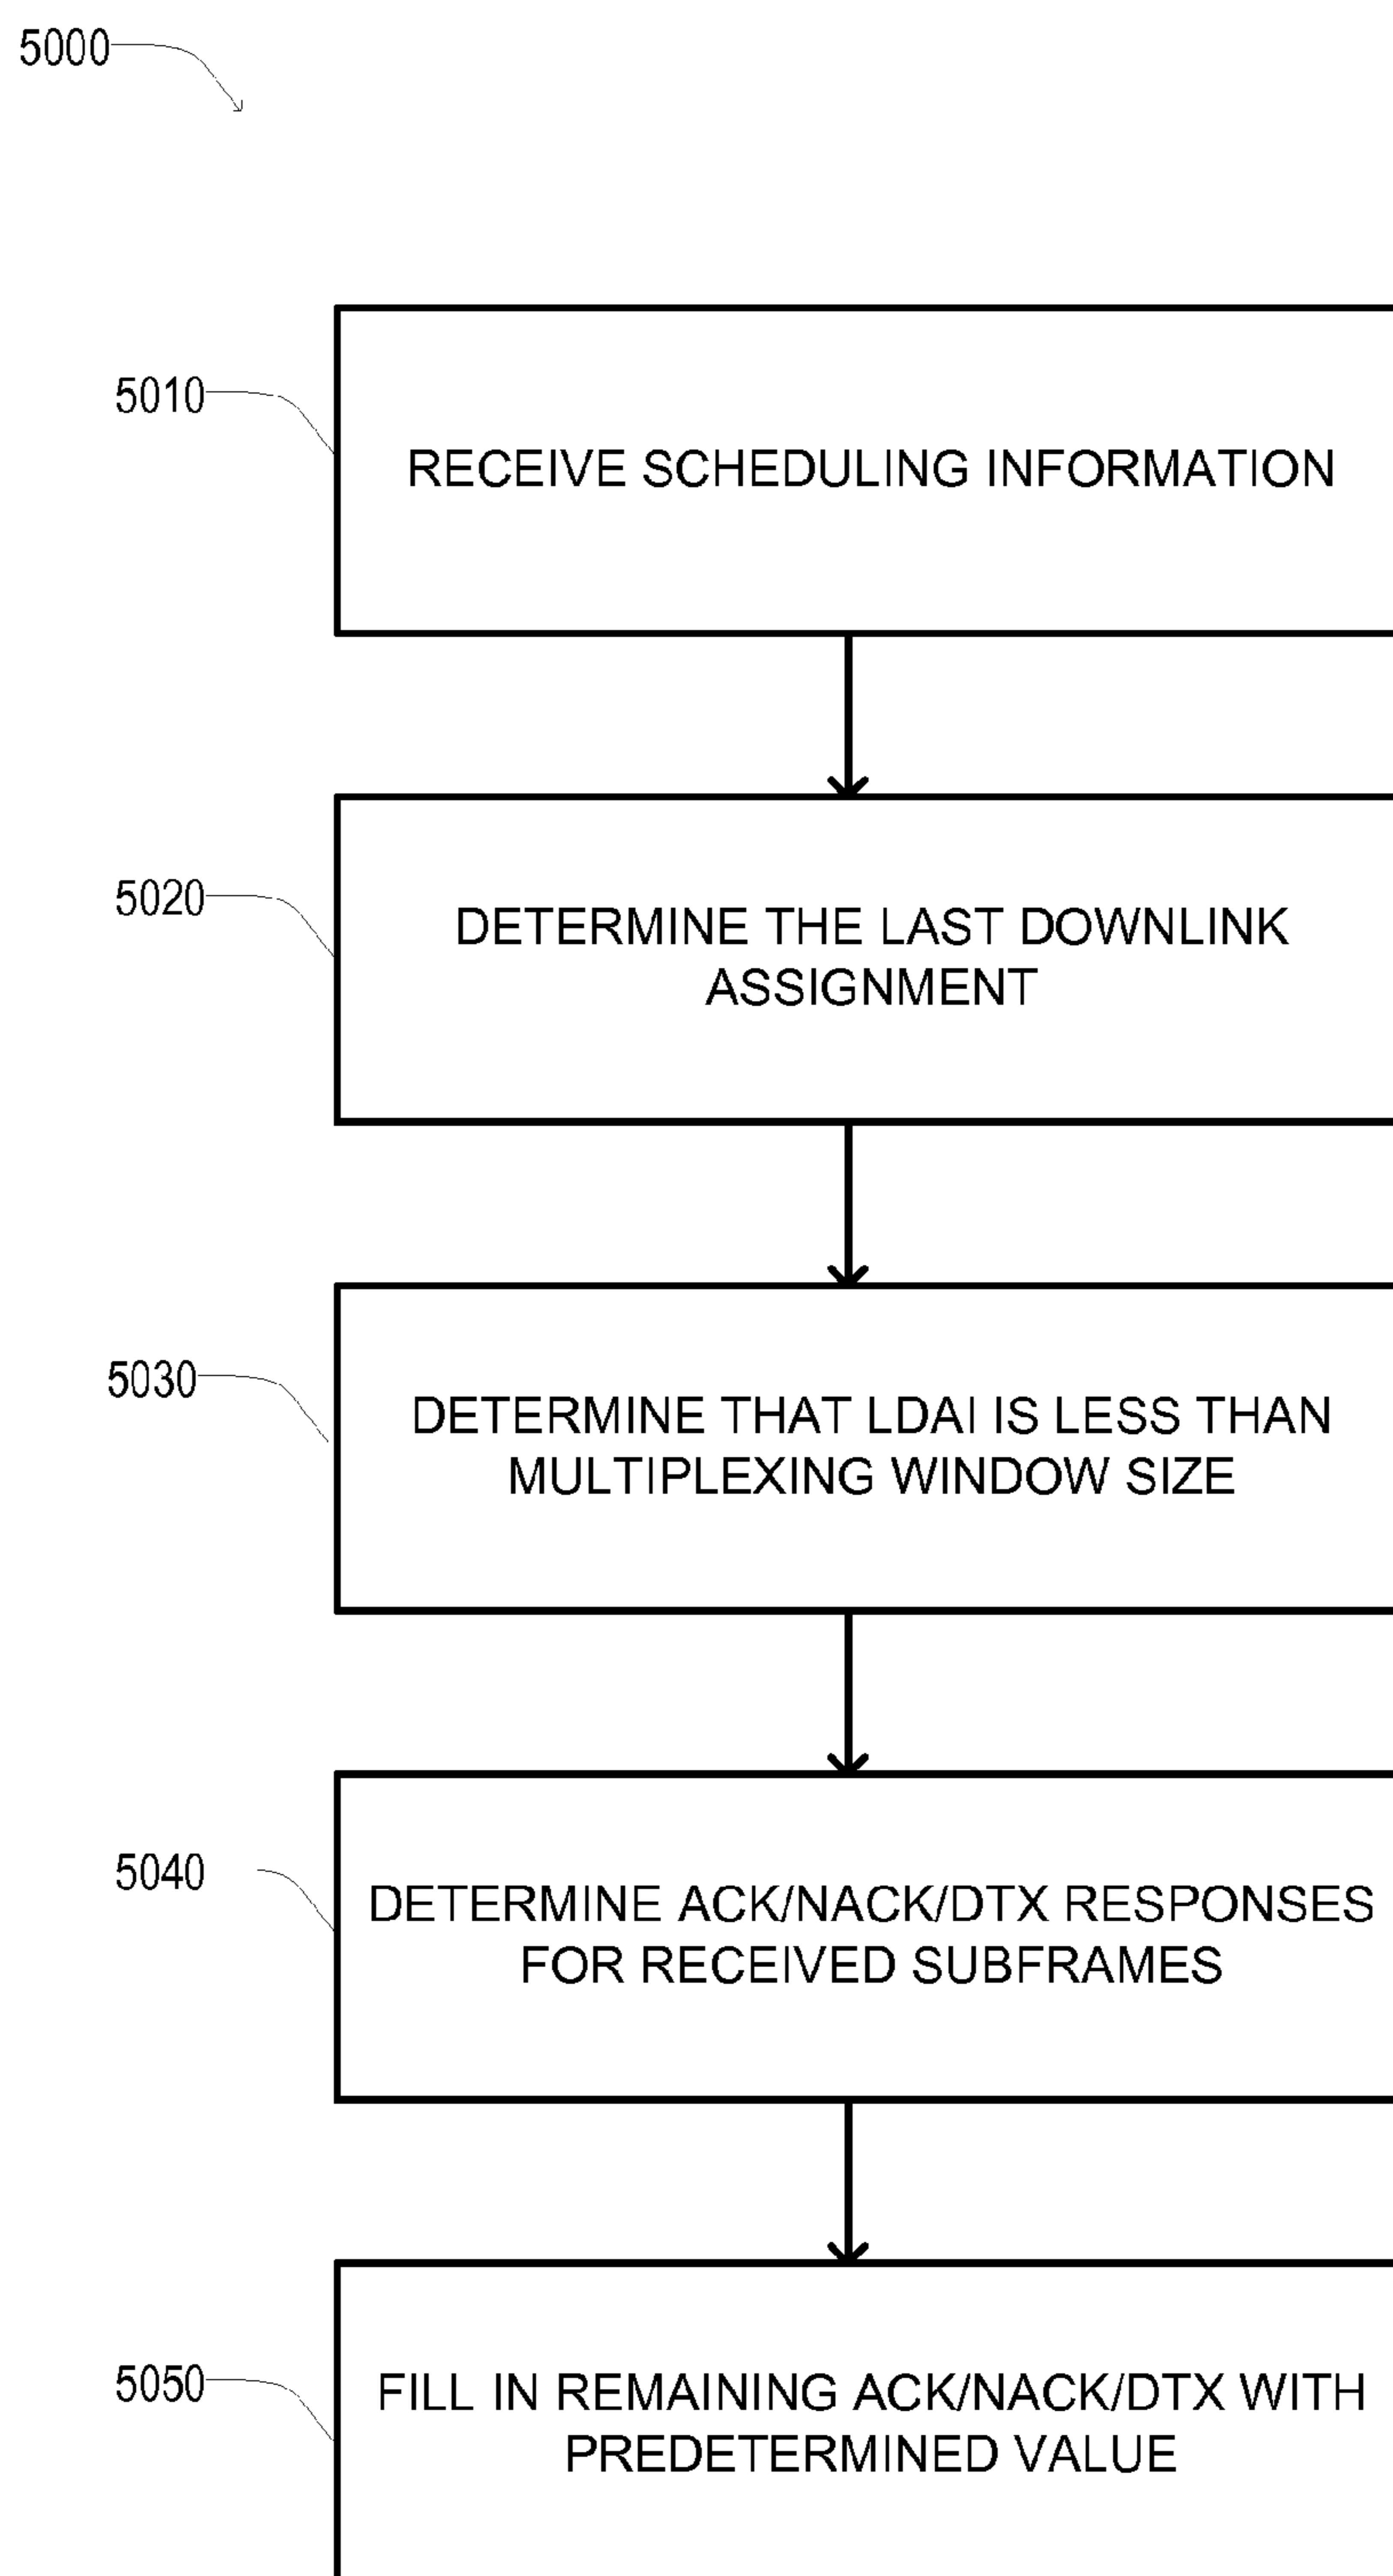 5000
5010
RECEIVE SCHEDULING INFORMATION
5020
DETERMINE THE LAST DOWNLINK
ASSIGNMENT
5030
DETERMINE THAT LDAI IS LESS THAN
MULTIPLEXING WINDOW SIZE
5040
DETERMINE ACK/NACK/DTX RESPONSES
FOR RECEIVED SUBFRAMES
5050
FILL IN REMAINING ACK/NACK/DTX WITH
PREDETERMINED VALUE